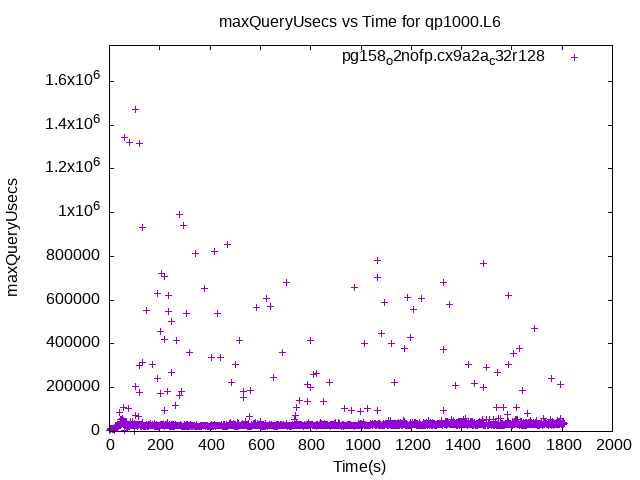 maxQueryUsecs vs Time for qp1000.L6
pg158o2nofp.cx9a2ac32r128
maxQueryUsecs
1.6x10^6
1.4x10^6
1.2x10^6
1x10^6
800000
600000
400000
200000
0
0 200 400 600 800 1000 1200 1400 1600 1800 2000
Time(s)